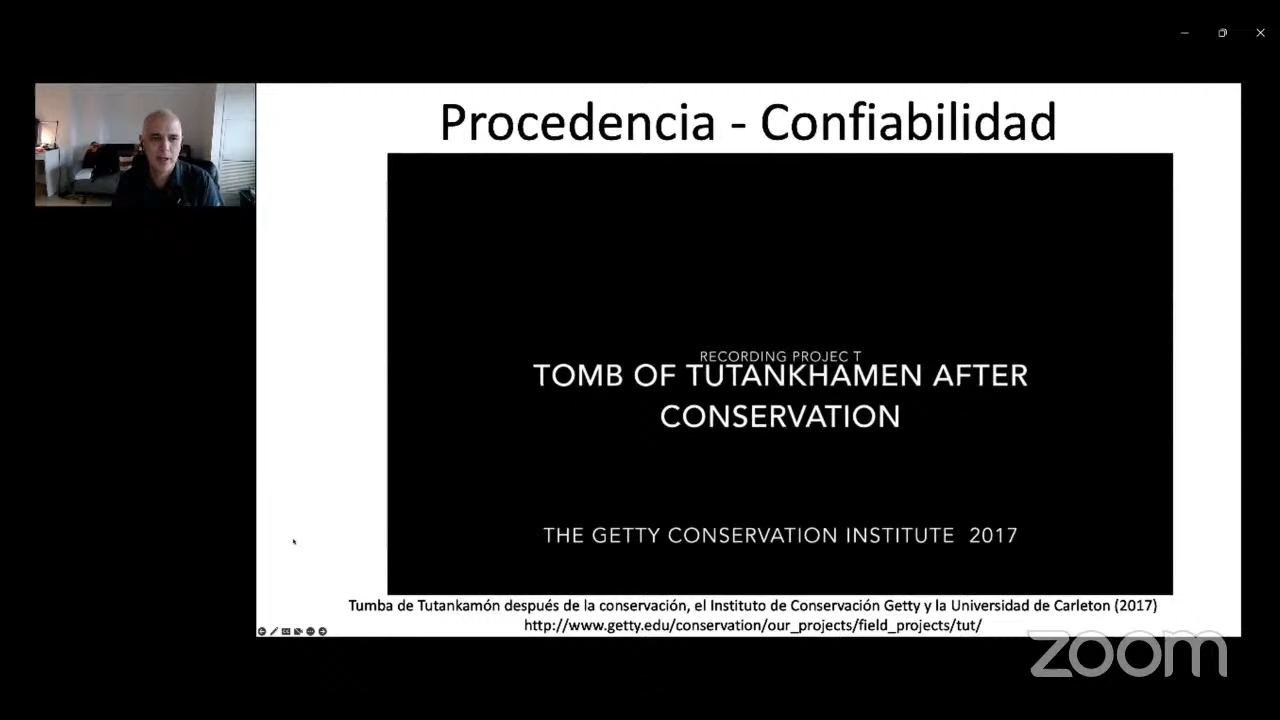 Procedencia - Confiabilidad
RECORDING PROJEC T
TOMB OF TUTANKHAMEN AFTER
CONSERVATION
THE GETTY CONSERVATION INSTITUTE 2017
Tumba de Tutankamón después de la conservación, el Instituto de Conservación Getty y la Universidad de Carleton (2017)
http://www.getty.edu/conservation/our_projects/field_projects/tut/
zoom